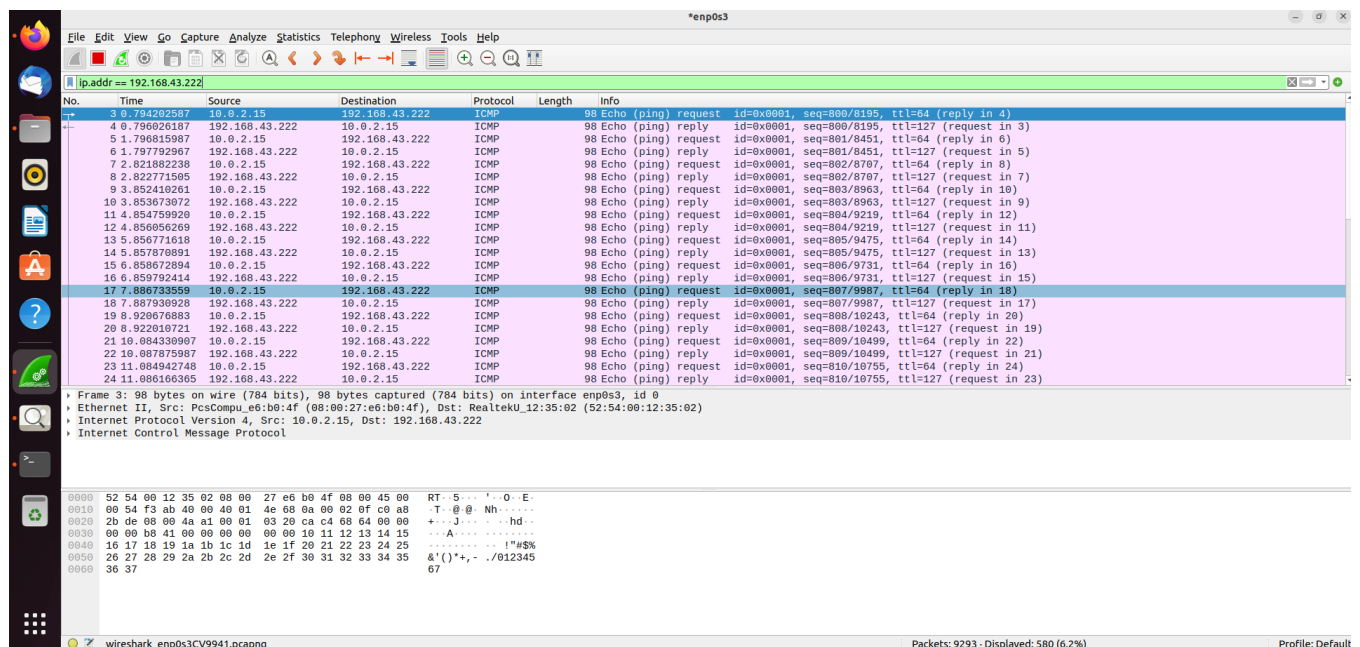 *enp0s3
File Edit View Go Capture Analyze Statistics Telephony Wireless Tools Help
ip.addr == 192.168.43.222
No. Time Source Destination Protocol Length Info
3 0.794202587 10.0.2.15 192.168.43.222 ICMP 98 Echo (ping) request id=0x0001, seq=800/8195, ttl=64 (reply in 4)
4 0.796026187 192.168.43.222 10.0.2.15 ICMP 98 Echo (ping) reply id=0x0001, seq=800/8195, ttl=127 (request in 3)
5 1.796815987 10.0.2.15 192.168.43.222 ICMP 98 Echo (ping) request id=0x0001, seq=801/8451, ttl=64 (reply in 6)
6 1.797792967 192.168.43.222 10.0.2.15 ICMP 98 Echo (ping) reply id=0x0001, seq=801/8451, ttl=127 (request in 5)
7 2.821882238 10.0.2.15 192.168.43.222 ICMP 98 Echo (ping) request id=0x0001, seq=802/8707, ttl=64 (reply in 8)
8 2.822771505 192.168.43.222 10.0.2.15 ICMP 98 Echo (ping) reply id=0x0001, seq=802/8707, ttl=127 (request in 7)
9 3.852410261 10.0.2.15 192.168.43.222 ICMP 98 Echo (ping) request id=0x0001, seq=803/8963, ttl=64 (reply in 10)
10 3.853673072 192.168.43.222 10.0.2.15 ICMP 98 Echo (ping) reply id=0x0001, seq=803/8963, ttl=127 (request in 9)
11 4.854759920 10.0.2.15 192.168.43.222 ICMP 98 Echo (ping) request id=0x0001, seq=804/9219, ttl=64 (reply in 12)
12 4.856056269 192.168.43.222 10.0.2.15 ICMP 98 Echo (ping) reply id=0x0001, seq=804/9219, ttl=127 (request in 11)
13 5.856771618 10.0.2.15 192.168.43.222 ICMP 98 Echo (ping) request id=0x0001, seq=805/9475, ttl=64 (reply in 14)
14 5.857870891 192.168.43.222 10.0.2.15 ICMP 98 Echo (ping) reply id=0x0001, seq=805/9475, ttl=127 (request in 13)
15 6.858672894 10.0.2.15 192.168.43.222 ICMP 98 Echo (ping) request id=0x0001, seq=806/9731, ttl=64 (reply in 16)
16 6.859792414 192.168.43.222 10.0.2.15 ICMP 98 Echo (ping) reply id=0x0001, seq=806/9731, ttl=127 (request in 15)
17 7.886733559 10.0.2.15 192.168.43.222 ICMP 98 Echo (ping) request id=0x0001, seq=807/9987, ttl=64 (reply in 18)
18 7.887930928 192.168.43.222 10.0.2.15 ICMP 98 Echo (ping) reply id=0x0001, seq=807/9987, ttl=127 (request in 17)
19 8.920676883 10.0.2.15 192.168.43.222 ICMP 98 Echo (ping) request id=0x0001, seq=808/10243, ttl=64 (reply in 20)
20 8.922010721 192.168.43.222 10.0.2.15 ICMP 98 Echo (ping) reply id=0x0001, seq=808/10243, ttl=127 (request in 19)
21 10.084330907 10.0.2.15 192.168.43.222 ICMP 98 Echo (ping) request id=0x0001, seq=809/10499, ttl=64 (reply in 22)
22 10.087875987 192.168.43.222 10.0.2.15 ICMP 98 Echo (ping) reply id=0x0001, seq=809/10499, ttl=127 (request in 21)
23 11.084942748 10.0.2.15 192.168.43.222 ICMP 98 Echo (ping) request id=0x0001, seq=810/10755, ttl=64 (reply in 24)
24 11.086166365 192.168.43.222 10.0.2.15 ICMP 98 Echo (ping) reply id=0x0001, seq=810/10755, ttl=127 (request in 23)
Frame 3: 98 bytes on wire (784 bits), 98 bytes captured (784 bits) on interface enp0s3, id 0
Ethernet II, Src: PcsCompu_e6:b0:4f (08:00:27:e6:b0:4f), Dst: RealtekU_12:35:02 (52:54:00:12:35:02)
Internet Protocol Version 4, Src: 10.0.2.15, Dst: 192.168.43.222
Internet Control Message Protocol
0000 52 54 00 12 35 02 08 00 27 e6 b0 4f 08 00 45 00 RT··5··· '··O··E·
0010 00 54 f3 ab 40 00 40 01 4e 68 0a 00 02 0f c0 a8 ·T··@·@· Nh······
0020 2b de 08 00 4a a1 00 01 03 20 ca c4 68 64 00 00 +···J··· · ··hd··
0030 00 00 b8 41 00 00 00 00 00 00 10 11 12 13 14 15 ···A···· ········
0040 16 17 18 19 1a 1b 1c 1d 1e 1f 20 21 22 23 24 25 ········ ·· !"#$%
0050 26 27 28 29 2a 2b 2c 2d 2e 2f 30 31 32 33 34 35 &'()*+,- ./012345
0060 36 37 67
wireshark_enp0s3CV9941.pcapng Packets: 9293 · Displayed: 580 (6.2%) Profile: Default